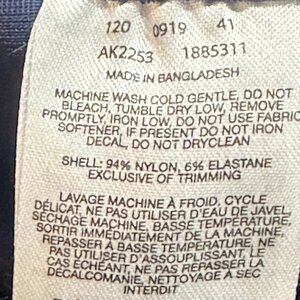 120 0919 41
AK2253 1885311
MADE IN BANGLADESH
MACHINE WASH COLD GENTLE, DO NOT
BLEACH, TUMBLE DRY LOW, REMOVE
PROMPTLY, IRON LOW, DO NOT USE FABRIC
SOFTENER, IF PRESENT DO NOT IRON
DECAL, DO NOT DRYCLEAN
SHELL: 94% NYLON, 6% ELASTANE
EXCLUSIVE OF TRIMMING
LAVAGE MACHINE À FROID, CYCLE
DÉLICAT, NE PAS UTILISER D'EAU DE JAVEL,
SÉCHAGE MACHINE, BASSE TEMPÉRATURE,
SORTIR IMMÉDIATEMENT DE LA MACHINE,
REPASSER À BASSE TEMPÉRATURE, NE
PAS UTILISER D'ASSOUPLISSANT, LE
CAS ÉCHÉANT, NE PAS REPASSER LA
DÉCALCOMANIE, NETTOYAGE À SEC
INTERDIT